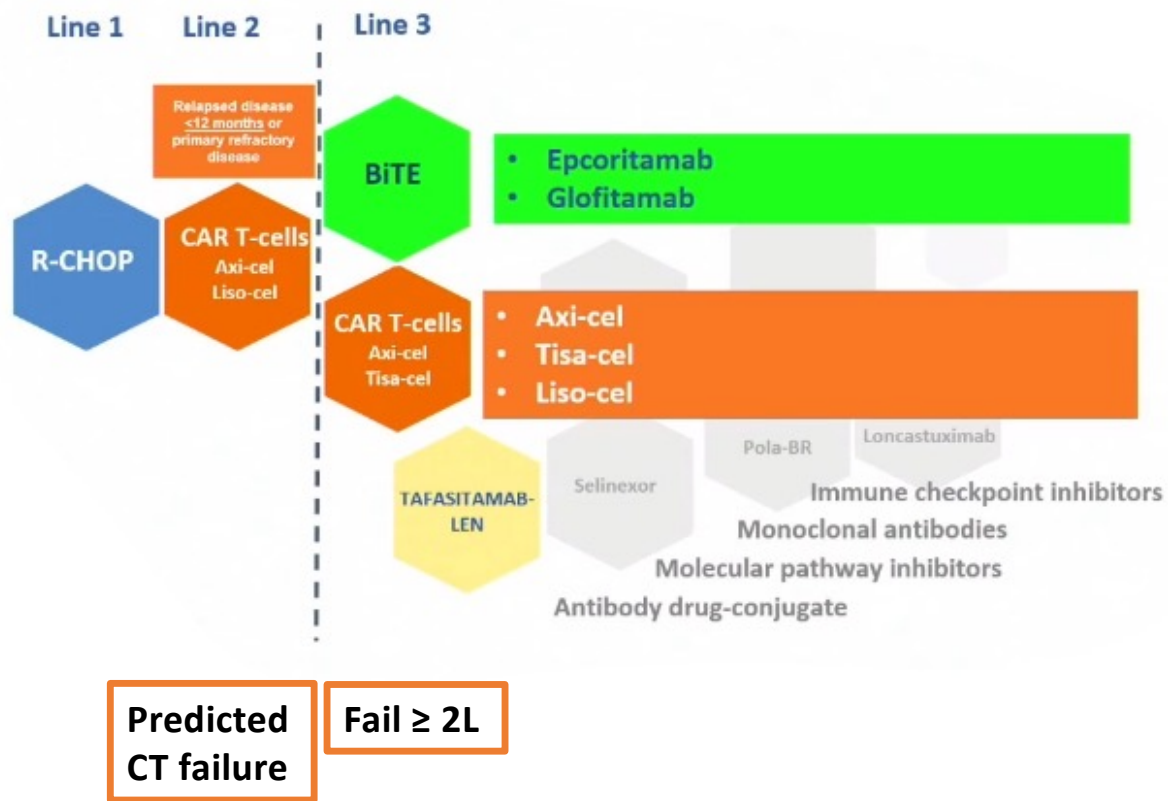 Line 1
Line 2
Line 3
Relapsed disease
<12 months or
primary refractory
disease
R-CHOP
CAR T-cells
Axi-cel
Liso-cel
BiTE
• Epcoritamab
• Glofitamab
CAR T-cells
Axi-cel
Tisa-cel
• Axi-cel
• Tisa-cel
• Liso-cel
TAFASITAMAB-
LEN
Selinexor
Pola-BR
Loncastuximab
Immune checkpoint inhibitors
Monoclonal antibodies
Molecular pathway inhibitors
Antibody drug-conjugate
Predicted
CT failure
Fail ≥ 2L